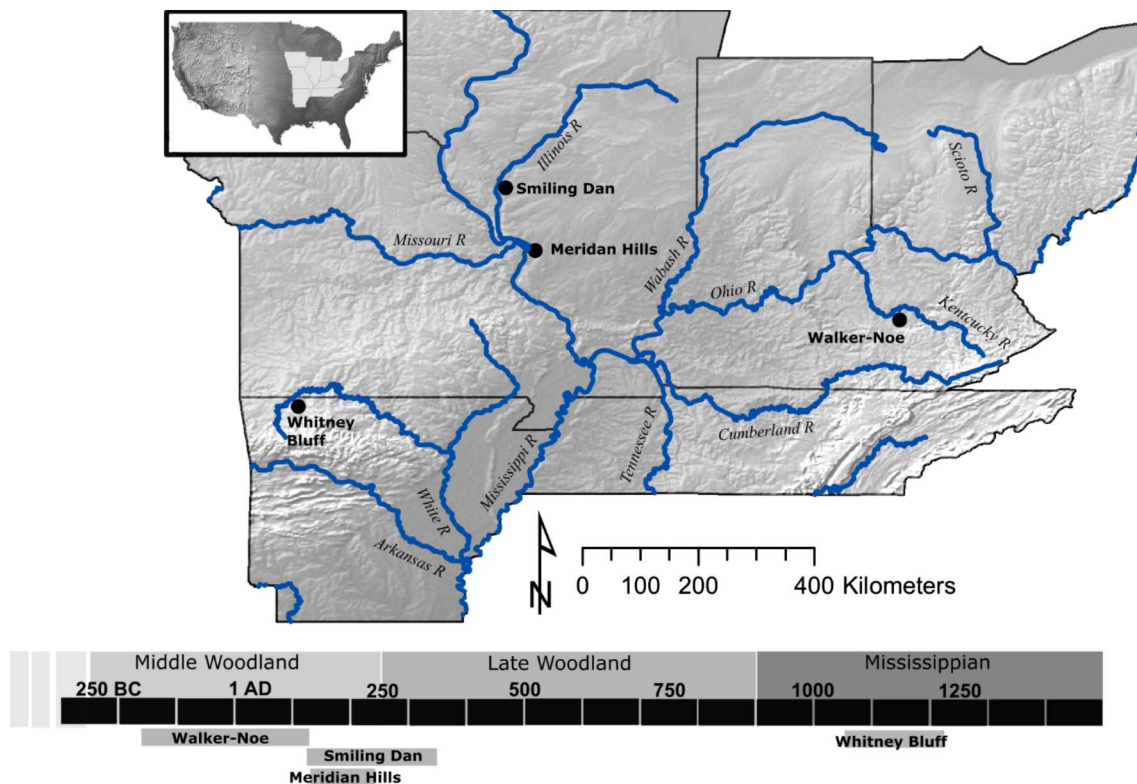 Illinois R
Scioto R
Smiling Dan
Missouri R
Meridan Hills
Wabash R
Ohio R
Kentcucky R
Walker-Noe
Whitney
Bluff
Mississippi R
Tennessee R
Cumberland R
White R
Arkansas R
N
0 100 200 400 Kilometers
Middle Woodland Late Woodland Mississippian
250 BC 1 AD 250 500 750 1000 1250
Walker-Noe
Whitney Bluff
Smiling Dan
Meridian Hills